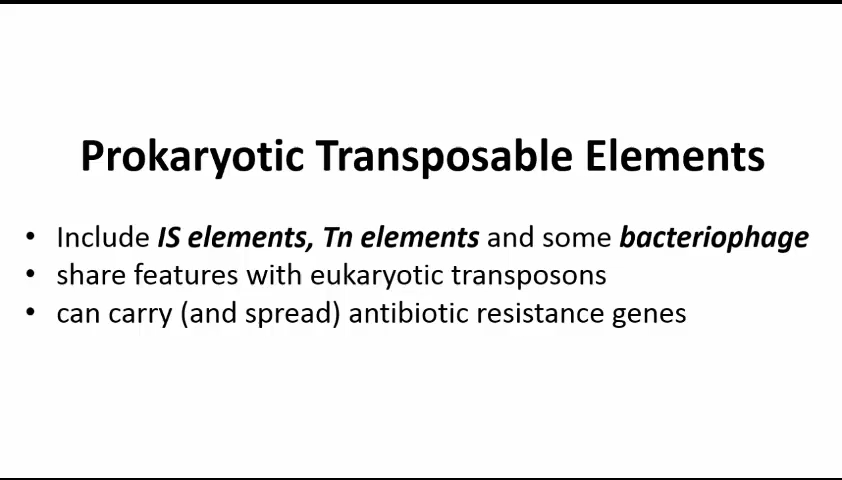 Prokaryotic Transposable Elements
• Include IS elements, Tn elements and some bacteriophage
• share features with eukaryotic transposons
• can carry (and spread) antibiotic resistance genes